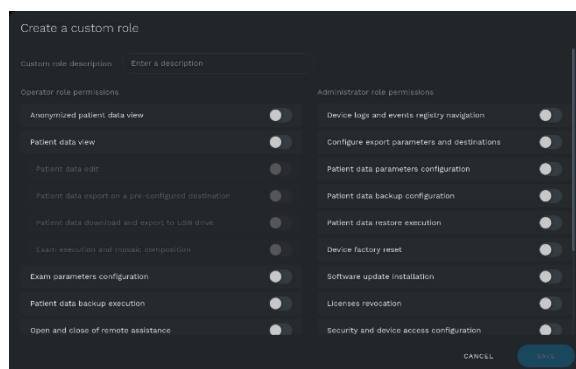 Create a custom role
Custom role description
Enter a description
Operator role permissions
Anonymized patient data view
Patient data view
Patient data edit
Patient data export on a pre-configured destination
Patient data download and export to USB drive
Exam execution and mosaic composition
Exam parameters configuration
Patient data backup execution
Open and close of remote assistance
Administrator role permissions
Device logs and events registry navigation
Configure export parameters and destinations
Patient data parameters configuration
Patient data backup configuration
Patient data restore execution
Device factory reset
Software update installation
Licenses revocation
Security and device access configuration
CANCEL
SAVE